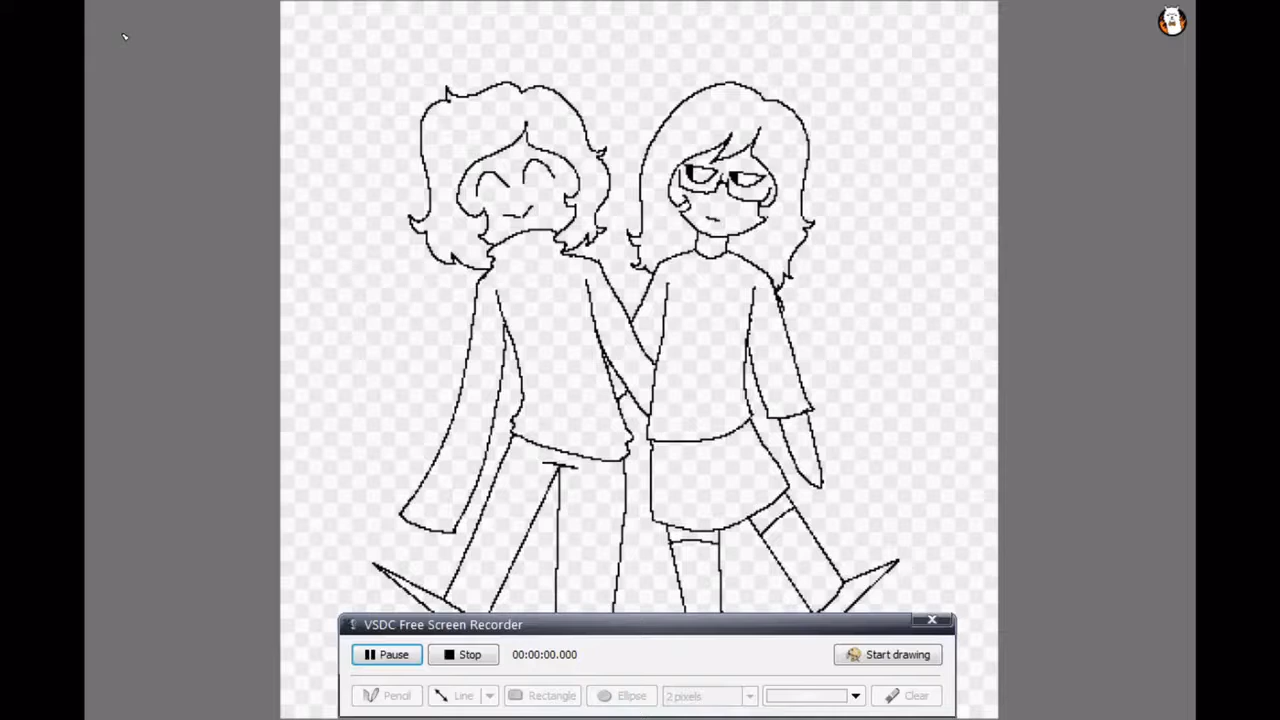 VSDC Free Screen Recorder
Pause Stop 00:00:00.000 Start drawing
Pencil Line Rectangle Ellipse 2 pixels Clear